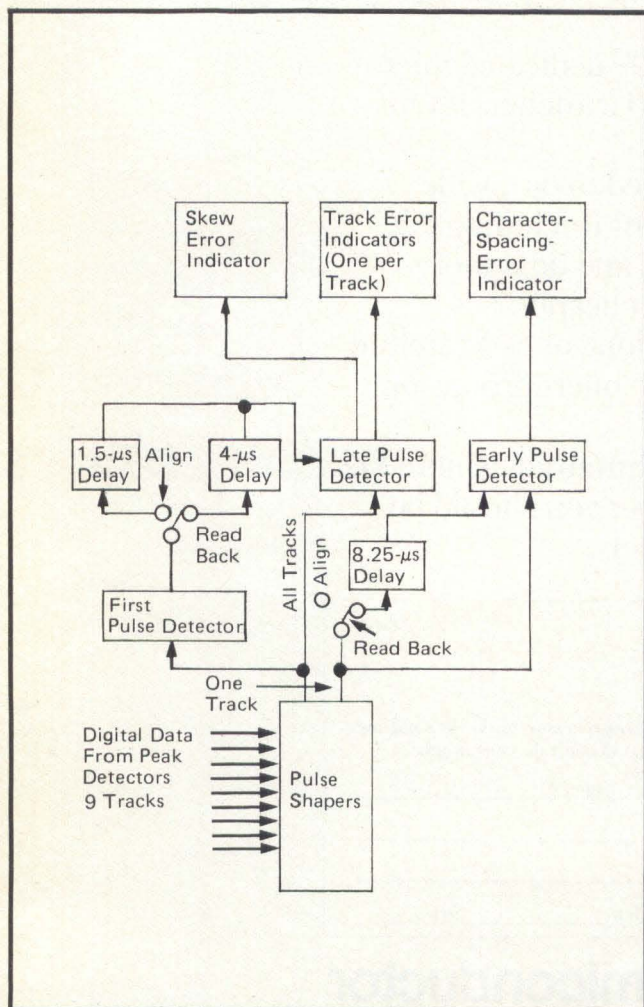 Skew
Error
Indicator
Track Error
Indicators
(One per
Track)
Character-
Spacing-
Error
Indicator
1.5-μs
Delay
Align
4-μs
Delay
Read
Back
Late Pulse
Detector
Early Pulse
Detector
All Tracks
Align
8.25-μs
Delay
Read Back
First
Pulse Detector
One
Track
Digital Data
From Peak
Detectors
9 Tracks
Pulse
Shapers